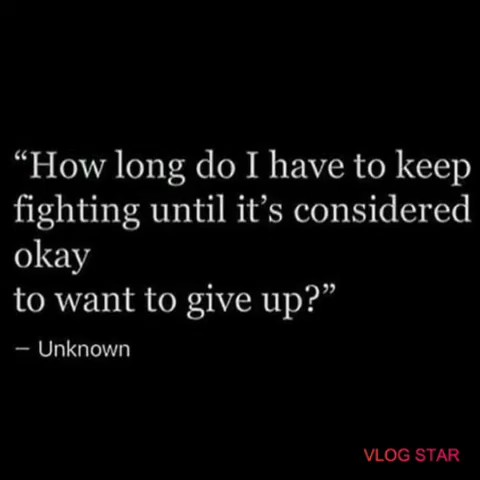 “How long do I have to keep
fighting until it’s considered
okay
to want to give up?”
– Unknown
VLOG STAR